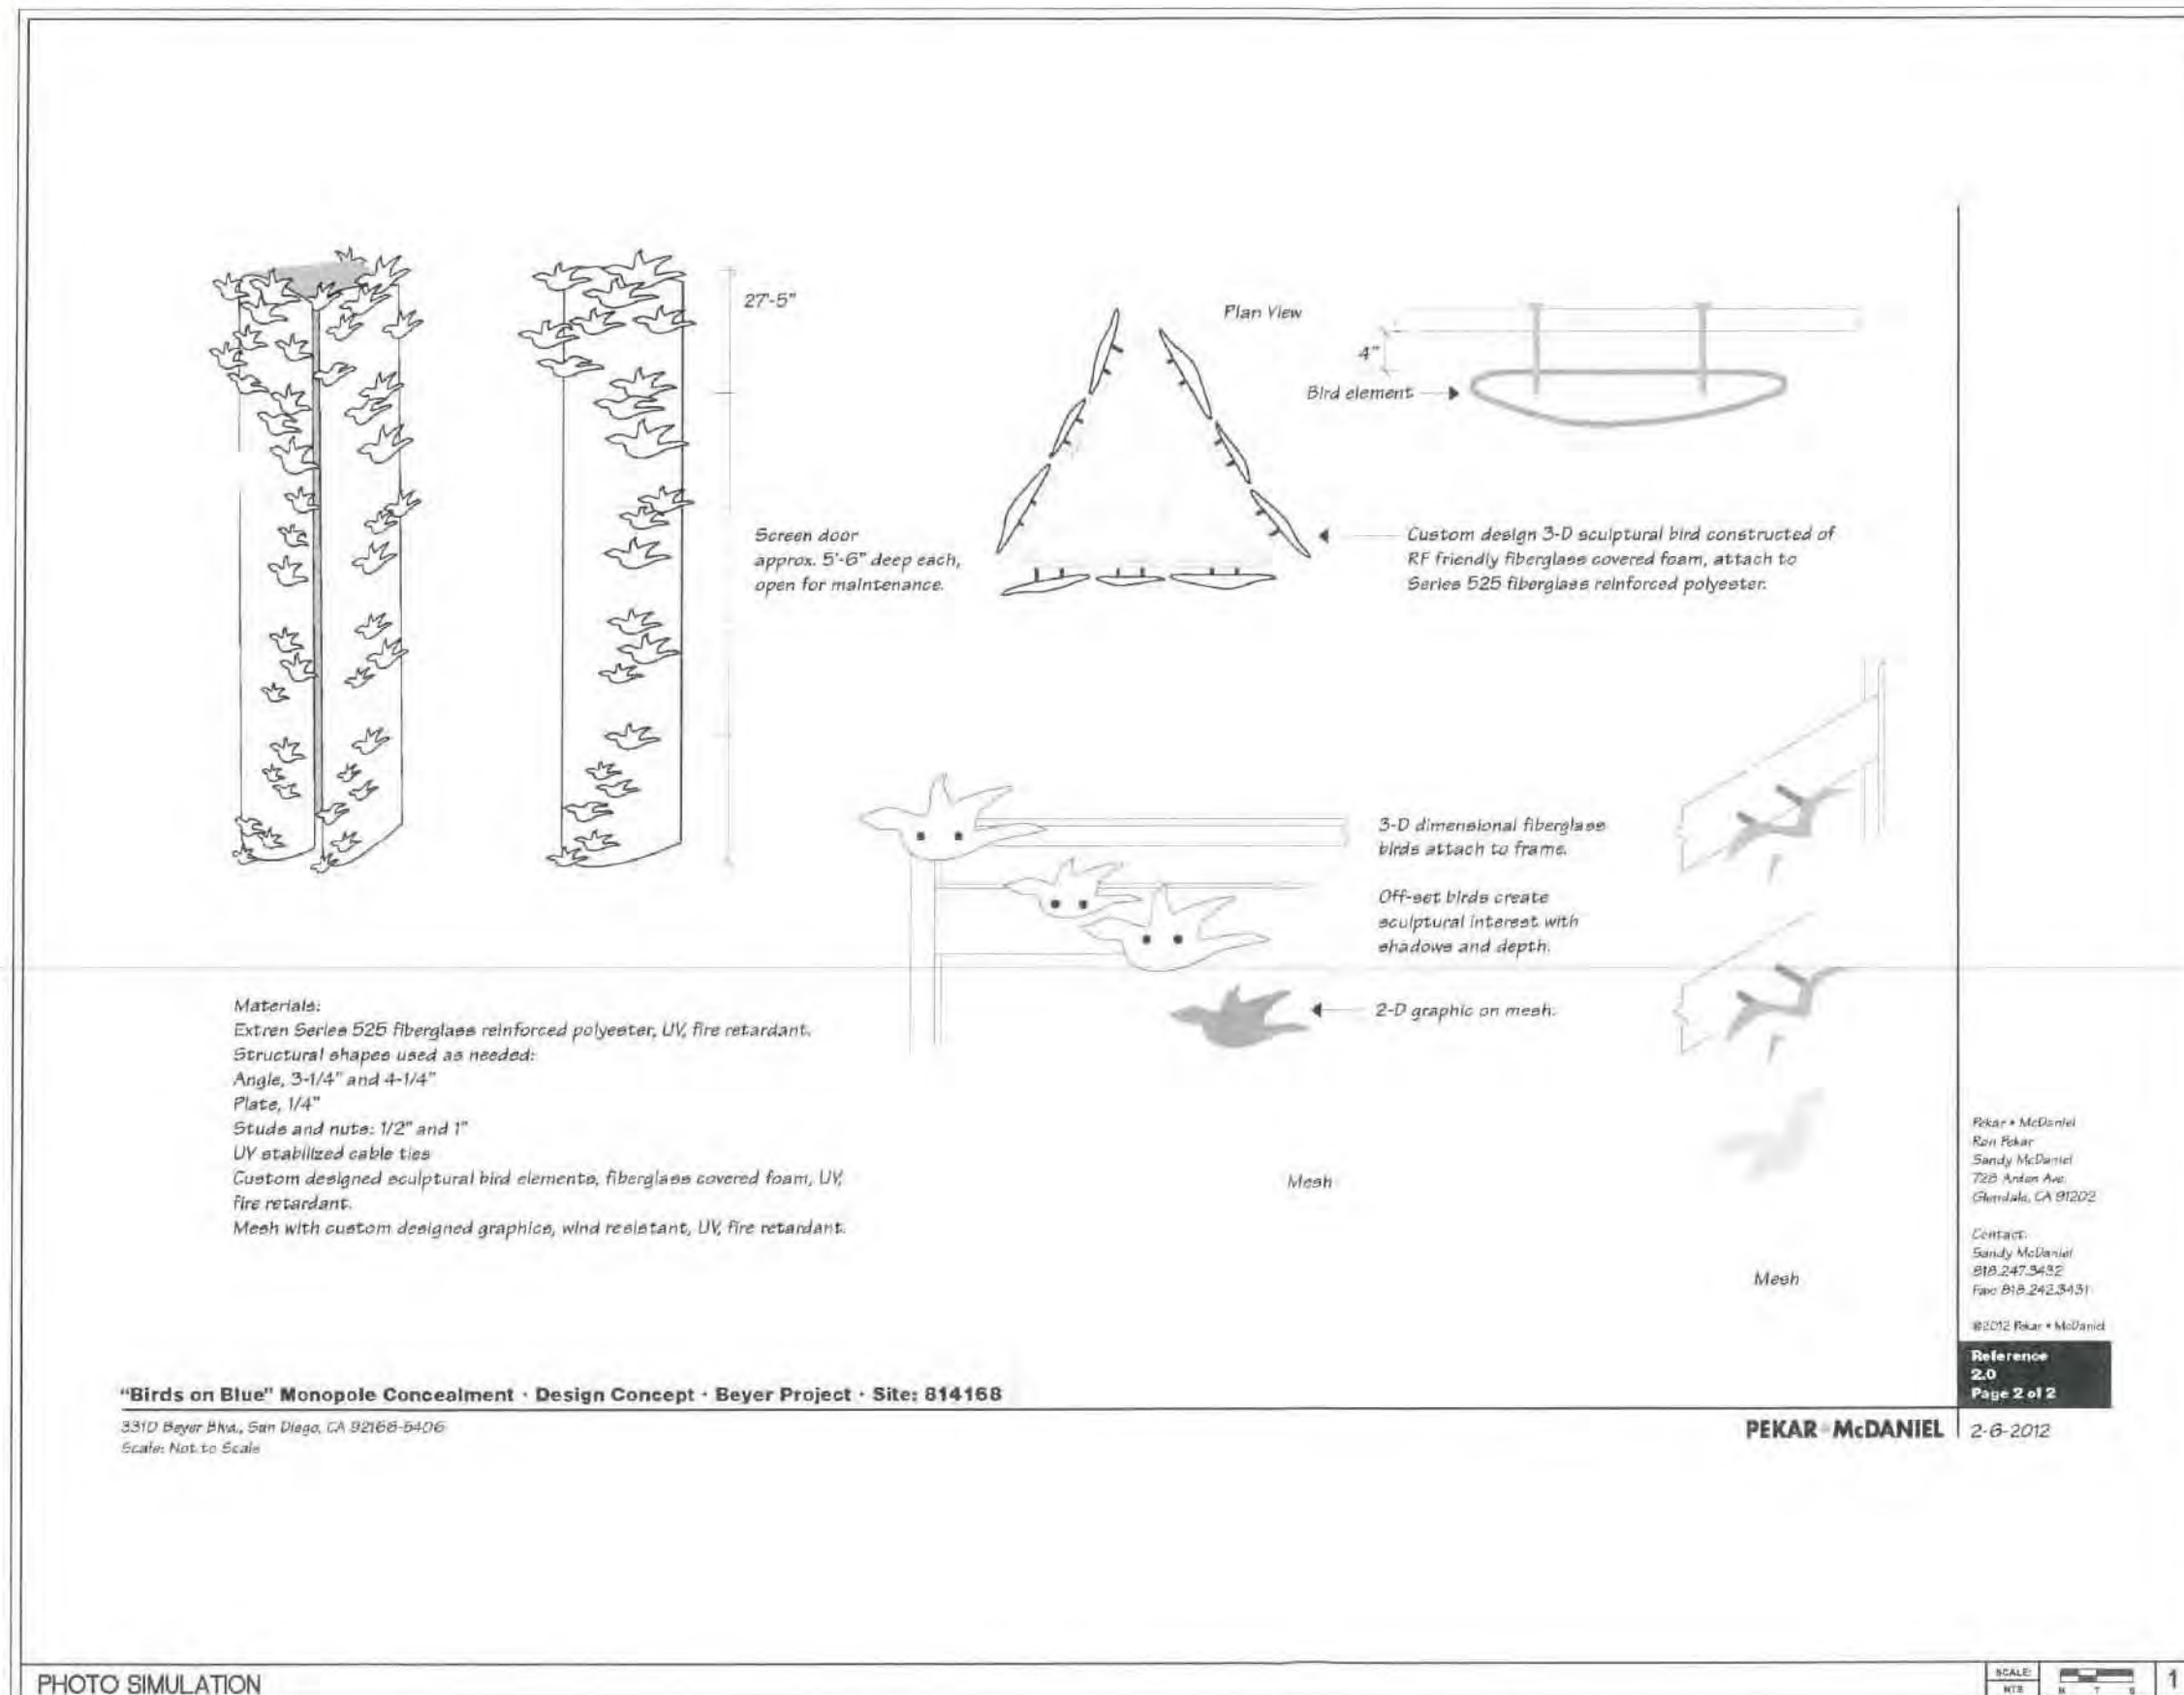 27'-5"
Screen door
approx. 5'-6" deep each,
open for maintenance.
Plan View
4"
Bird element
Custom design 3-D sculptural bird constructed of
RF friendly fiberglass covered foam, attach to
Series 525 fiberglass reinforced polyester.
3-D dimensional fiberglass
birds attach to frame.
Off-set birds create
sculptural interest with
shadows and depth.
2-D graphic on mesh.
Mesh
Mesh
Materials:
Extren Series 525 fiberglass reinforced polyester, UV, fire retardant.
Structural shapes used as needed:
Angle, 3-1/4" and 4-1/4"
Plate, 1/4"
Studs and nuts: 1/2" and 1"
UV stabilized cable ties
Custom designed sculptural bird elements, fiberglass covered foam, UV,
fire retardant.
Mesh with custom designed graphics, wind resistant, UV, fire retardant.
Pekar • McDaniel
Ron Pekar
Sandy McDaniel
728 Arden Ave.
Glendale, CA 91202
Contact:
Sandy McDaniel
818.247.3432
Fax: 818.242.3431
©2012 Pekar • McDaniel
Reference
2.0
Page 2 of 2
"Birds on Blue" Monopole Concealment · Design Concept · Beyer Project · Site: 814168
3310 Beyer Blvd., San Diego, CA 92168-5406
Scale: Not to Scale
PEKAR McDANIEL
2-6-2012
PHOTO SIMULATION
SCALE:
NTS
N T S
1